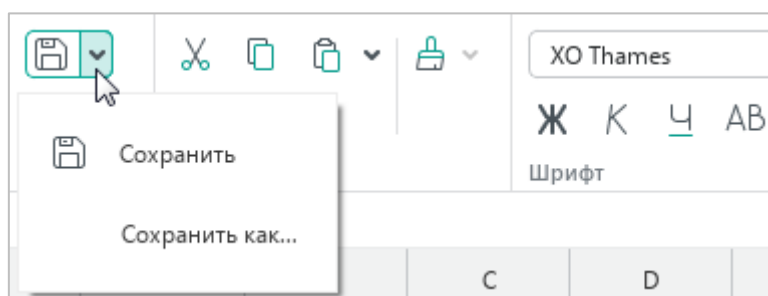 XO Thames
Ж К Ч АВ
Шрифт
Сохранить
Сохранить как...
C D